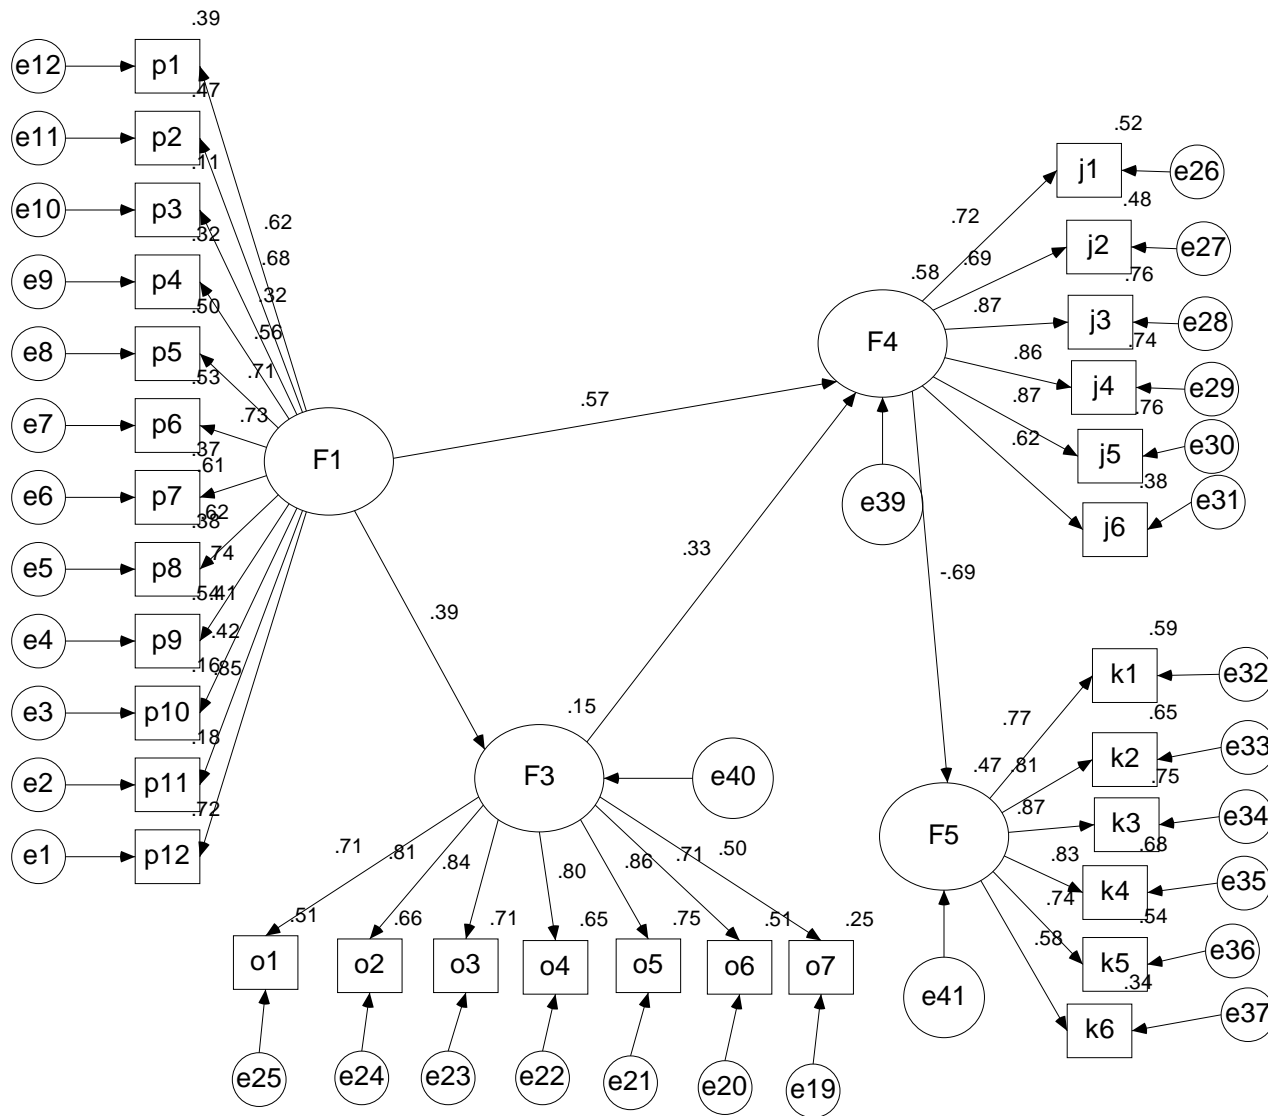 .39
e12 p1
.47
e11 p2
.11
e10 p3
.32
e9 p4
.50
e8 p5
.53
e7 p6
.37
e6 p7
.38
e5 p8
.54
e4 p9
.16
e3 p10
.18
e2 p11
.72
e1 p12
.62
.68
.32
.56
.71
.73
.61
.62
.74
.41
.42
.85
F1
.57
.39
.33
.58
F4
e39
-.69
.72
.69
.87
.86
.87
.62
.52
j1 e26
.48
j2 e27
.76
j3 e28
.74
j4 e29
.76
j5 e30
.38
j6 e31
.15
F3 e40
.71 .81 .84 .80 .86 .71 .50
.51 .66 .71 .65 .75 .51 .25
o1 o2 o3 o4 o5 o6 o7
e25 e24 e23 e22 e21 e20 e19
.47
F5
e41
.77
.81
.87
.83
.74
.58
.59
k1 e32
.65
k2 e33
.75
k3 e34
.68
k4 e35
.54
k5 e36
.34
k6 e37